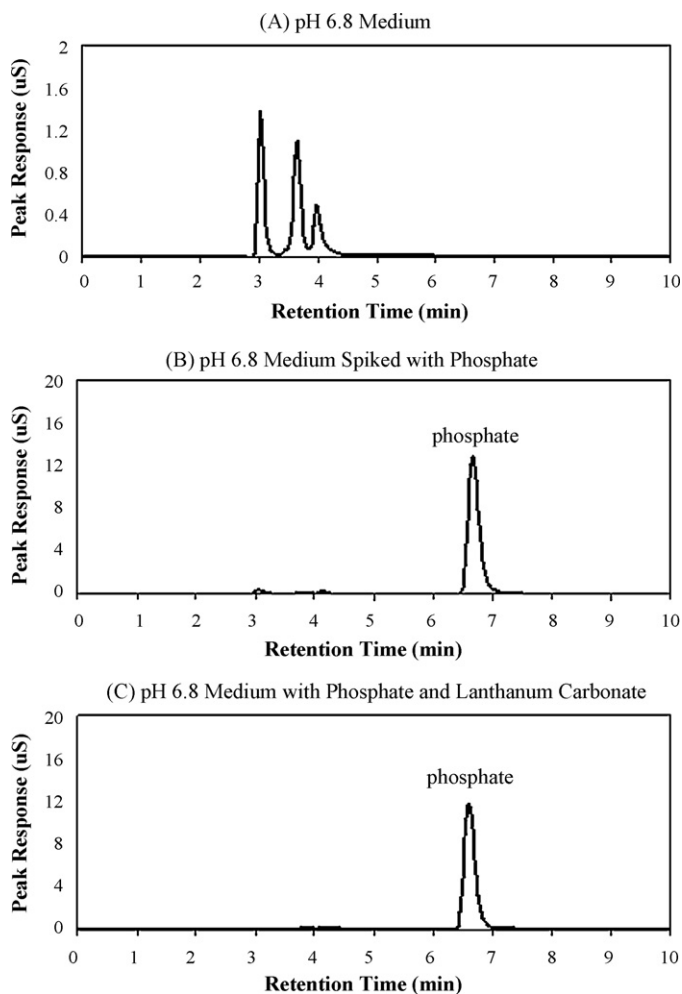 (A) pH 6.8 Medium
2
1.6
1.2
0.8
0.4
0
Peak Response (uS)
0 1 2 3 4 5 6 7 8 9 10
Retention Time (min)
(B) pH 6.8 Medium Spiked with Phosphate
20
16
12
8
4
0
Peak Response (uS)
phosphate
0 1 2 3 4 5 6 7 8 9 10
Retention Time (min)
(C) pH 6.8 Medium with Phosphate and Lanthanum Carbonate
20
16
12
8
4
0
Peak Response (uS)
phosphate
0 1 2 3 4 5 6 7 8 9 10
Retention Time (min)